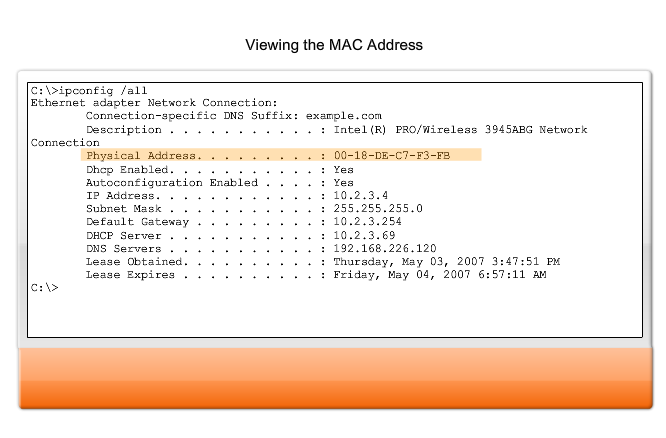 Viewing the MAC Address
C:\>ipconfig /all
Ethernet adapter Network Connection:
Connection-specific DNS Suffix: example.com
Description . . . . . . . . . . . : Intel(R) PRO/Wireless 3945ABG Network
Connection
Physical Address. . . . . . . . . : 00-18-DE-C7-F3-FB
Dhcp Enabled. . . . . . . . . . . : Yes
Autoconfiguration Enabled . . . . : Yes
IP Address. . . . . . . . . . . . : 10.2.3.4
Subnet Mask . . . . . . . . . . . : 255.255.255.0
Default Gateway . . . . . . . . . : 10.2.3.254
DHCP Server . . . . . . . . . . . : 10.2.3.69
DNS Servers . . . . . . . . . . . : 192.168.226.120
Lease Obtained. . . . . . . . . . : Thursday, May 03, 2007 3:47:51 PM
Lease Expires . . . . . . . . . . : Friday, May 04, 2007 6:57:11 AM
C:\>